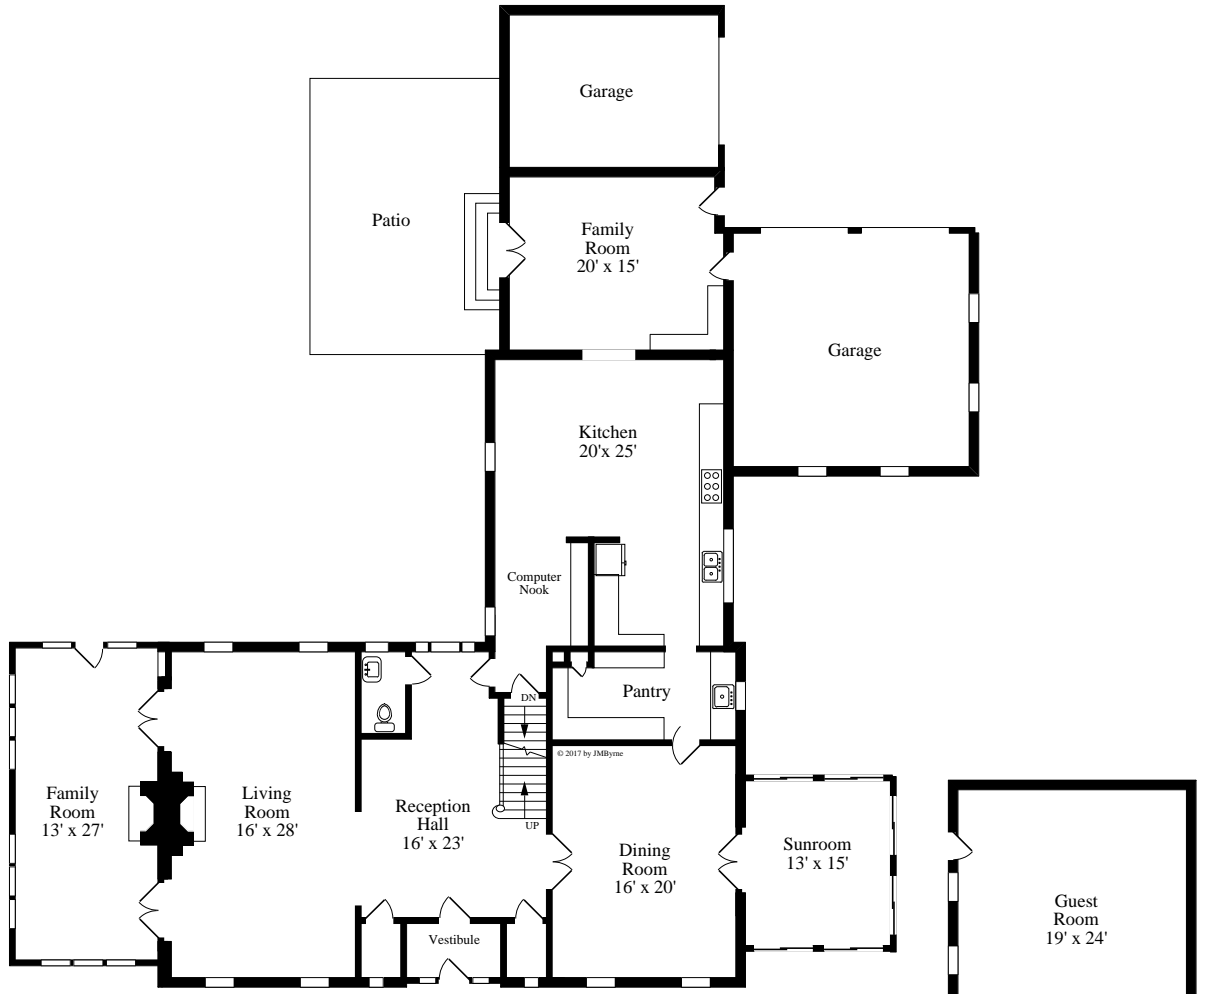 Garage
Patio
Family
Room
20' x 15'
Garage
Kitchen
20'x 25'
Computer
Nook
Pantry
DN
© 2017 by JMByrne
Family
Room
13' x 27'
Living
Room
16' x 28'
Reception
Hall
16' x 23'
UP
Dining
Room
16' x 20'
Sunroom
13' x 15'
Vestibule
Guest
Room
19' x 24'